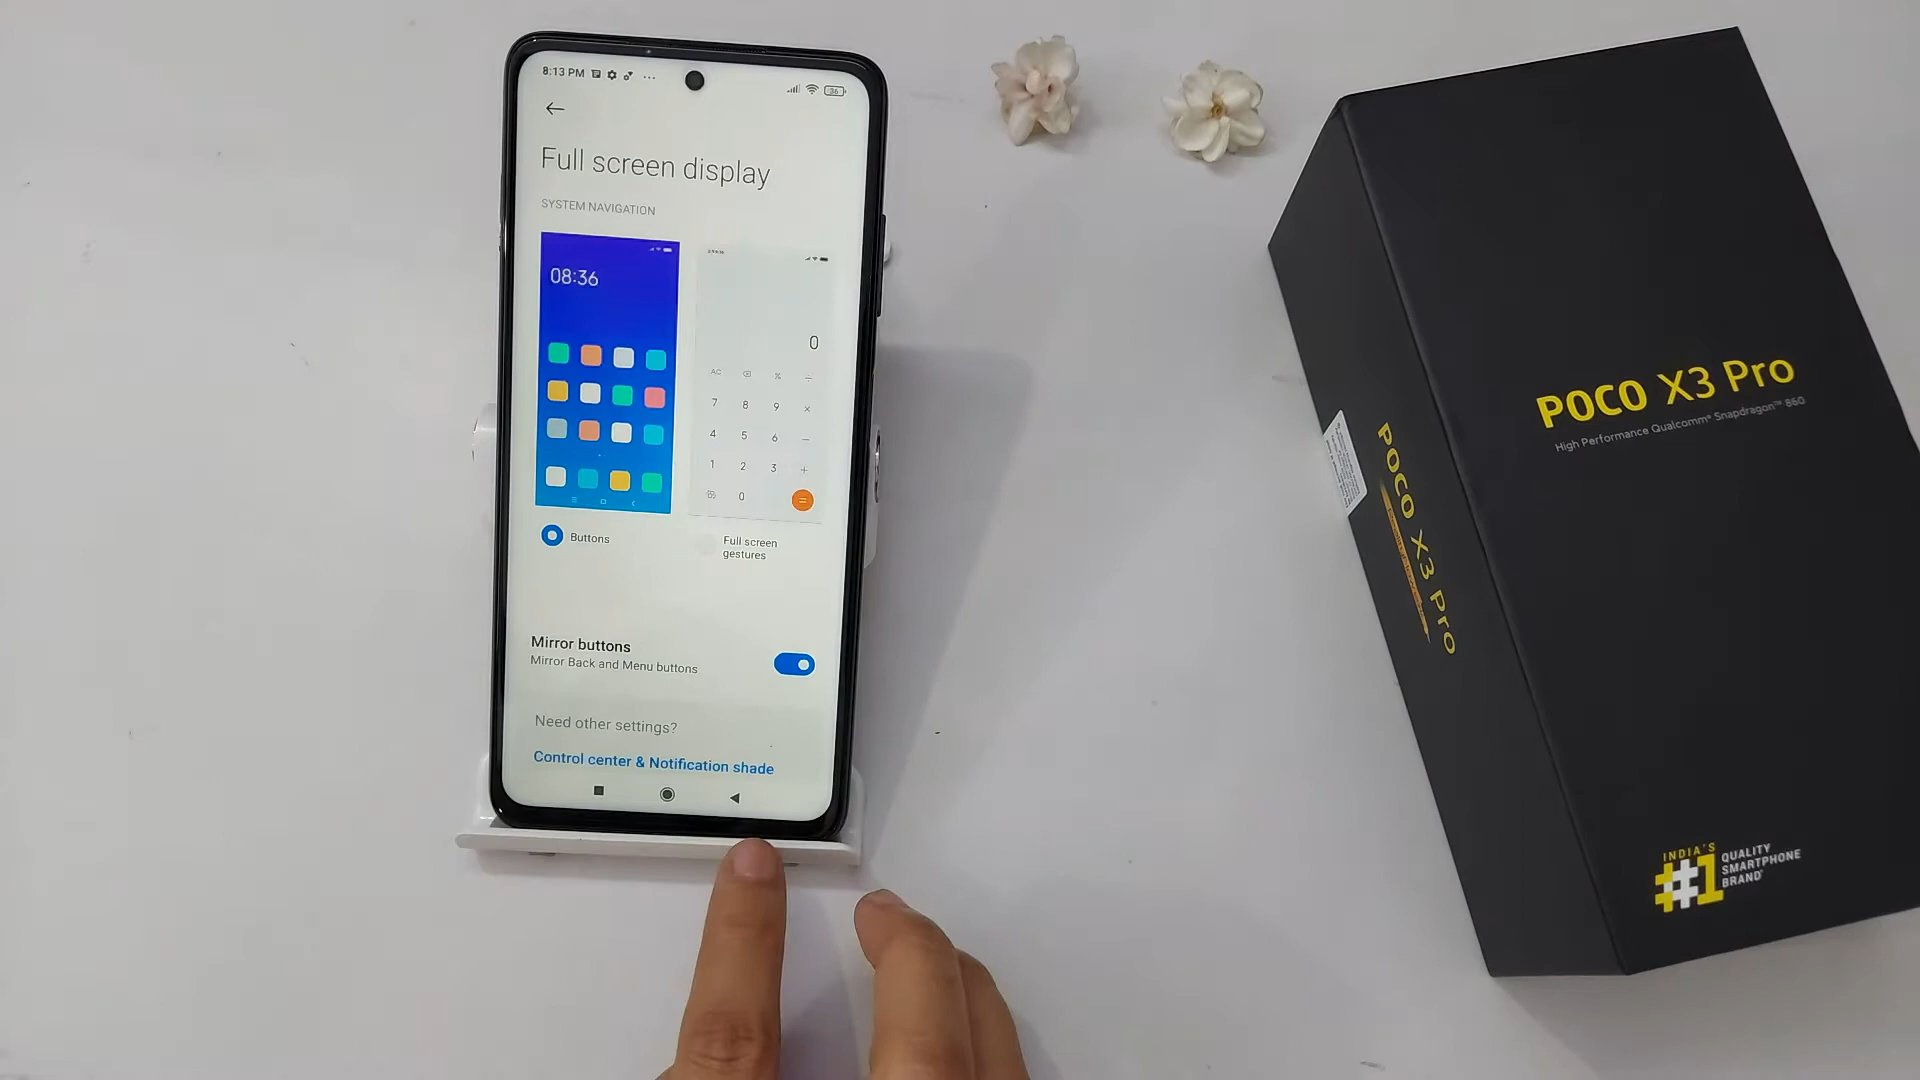 8:13 PM
36
Full screen display
SYSTEM NAVIGATION
08:36
0
AC % ÷
7 8 9 ×
4 5 6 −
1 2 3 +
0 =
Buttons
Full screen
gestures
Mirror buttons
Mirror Back and Menu buttons
Need other settings?
Control center & Notification shade
POCO X3 Pro
High Performance Qualcomm® Snapdragon™ 860
POCO X3 Pro
INDIA'S
#1 QUALITY
SMARTPHONE
BRAND